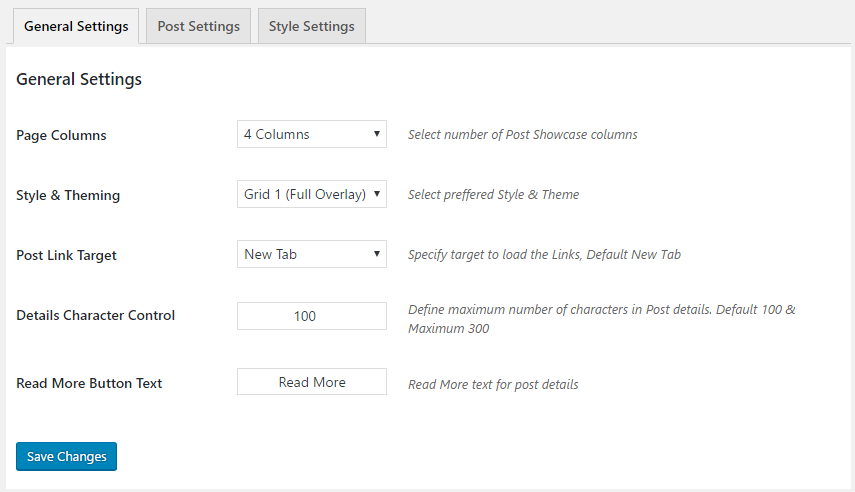 General Settings
Post Settings
Style Settings
General Settings
Page Columns
4 Columns
Select number of Post Showcase columns
Style & Theming
Grid 1 (Full Overlay)
Select preffered Style & Theme
Post Link Target
New Tab
Specify target to load the Links, Default New Tab
Details Character Control
100
Define maximum number of characters in Post details. Default 100 &
Maximum 300
Read More Button Text
Read More
Read More text for post details
Save Changes